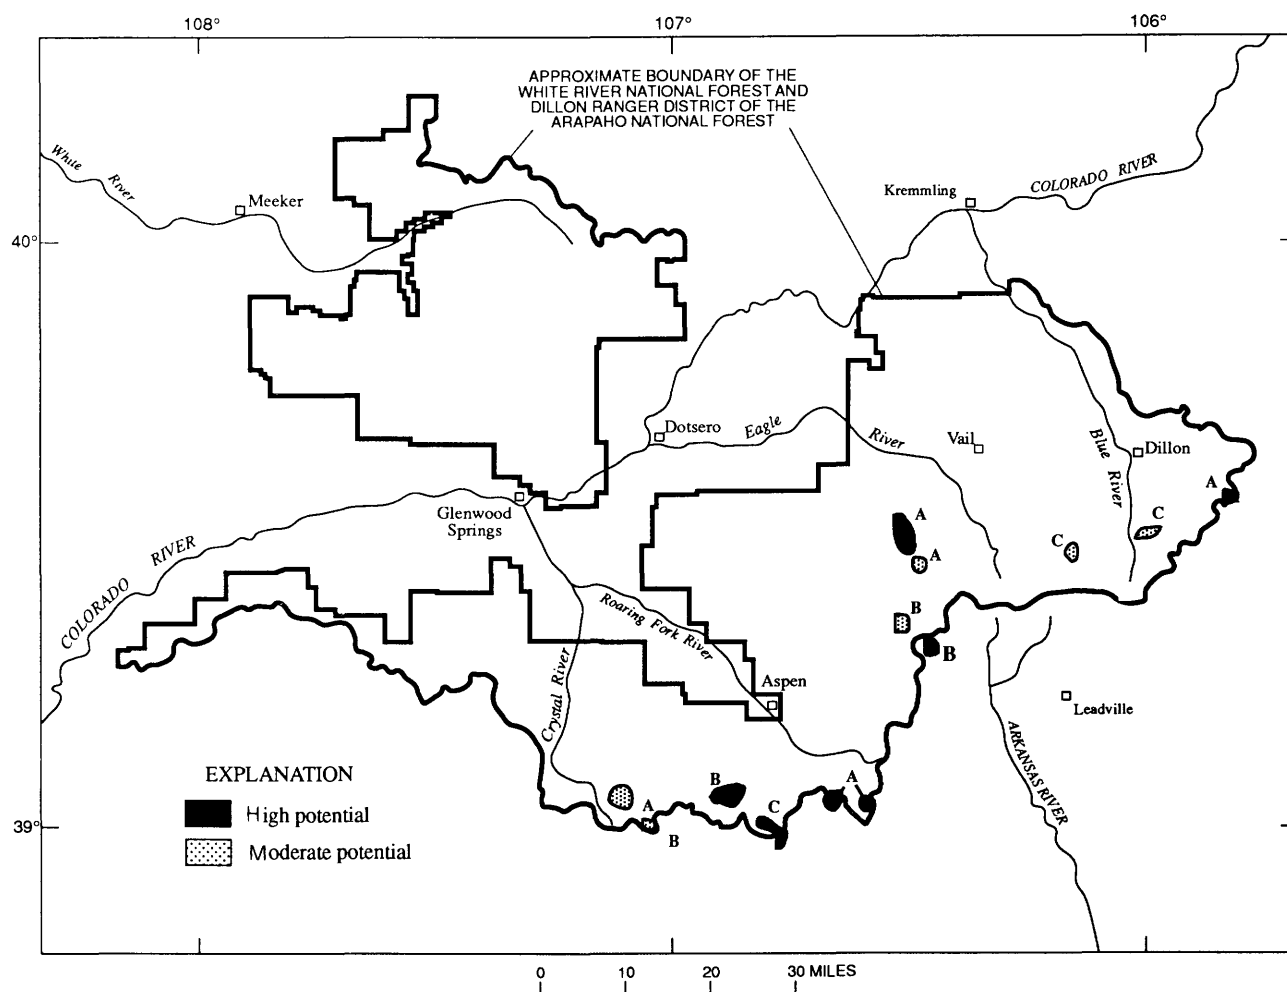 108°
107°
106°
APPROXIMATE BOUNDARY OF THE
WHITE RIVER NATIONAL FOREST AND
DILLON RANGER DISTRICT OF THE
ARAPAHO NATIONAL FOREST
White River
Meeker
Kremmling
COLORADO RIVER
40°
Dotsero
Eagle River
Vail
Blue River
Dillon
A
Glenwood
Springs
A
C
C
A
COLORADO RIVER
Roaring Fork River
B
B
Crystal River
Aspen
Leadville
ARKANSAS RIVER
EXPLANATION
High potential
Moderate potential
B
A
A
C
B
39°
0 10 20 30 MILES